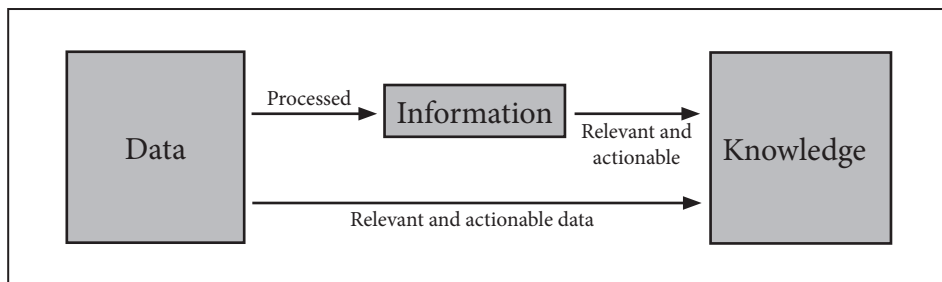 Data
Processed
Information
Relevant and
actionable
Knowledge
Relevant and actionable data